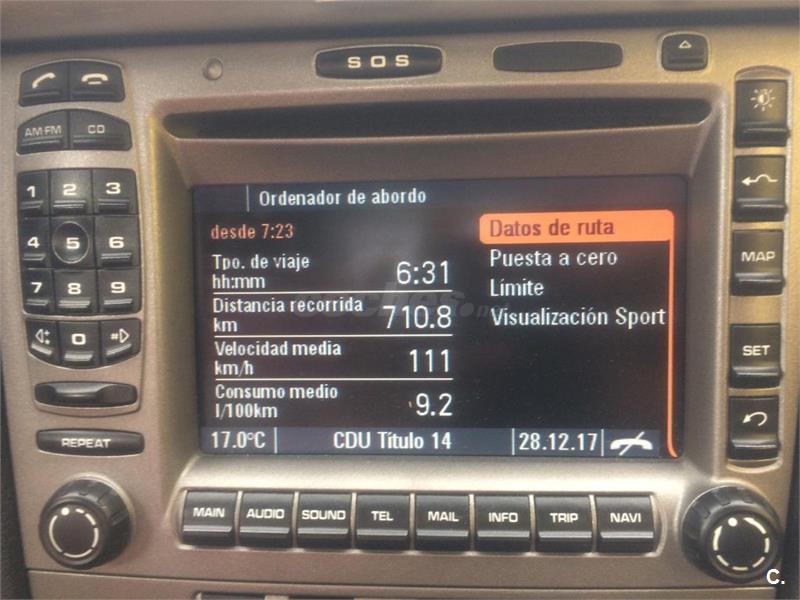 SOS
AM·FM CD
1 2 3
4 5 6
7 8 9
0 #
REPEAT
Ordenador de abordo
desde 7:23
Tpo. de viaje
hh:mm 6:31
Distancia recorrida
km 710.8
Velocidad media
km/h 111
Consumo medio
l/100km 9.2
Datos de ruta
Puesta a cero
Límite
Visualización Sport
17.0°C CDU Título 14 28.12.17
MAP
SET
MAIN AUDIO SOUND TEL MAIL INFO TRIP NAVI
C.